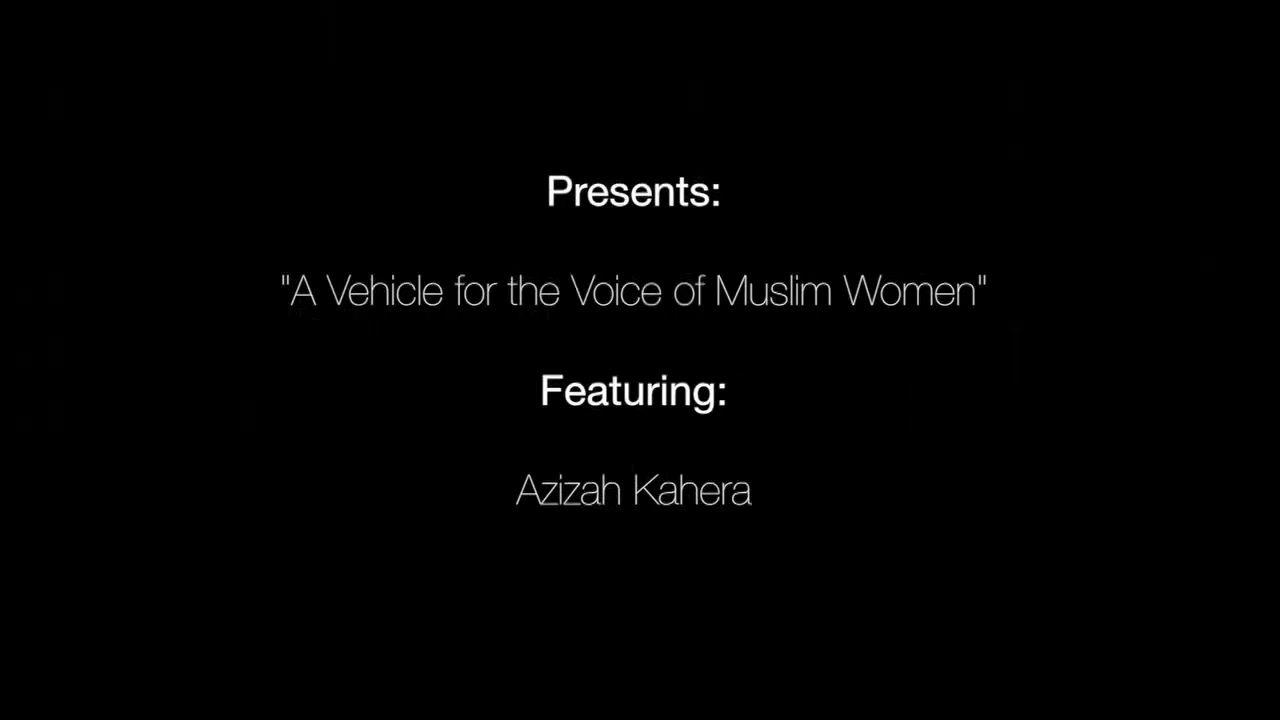 Presents:
"A Vehicle for the Voice of Muslim Women"
Featuring:
Azizah Kahera